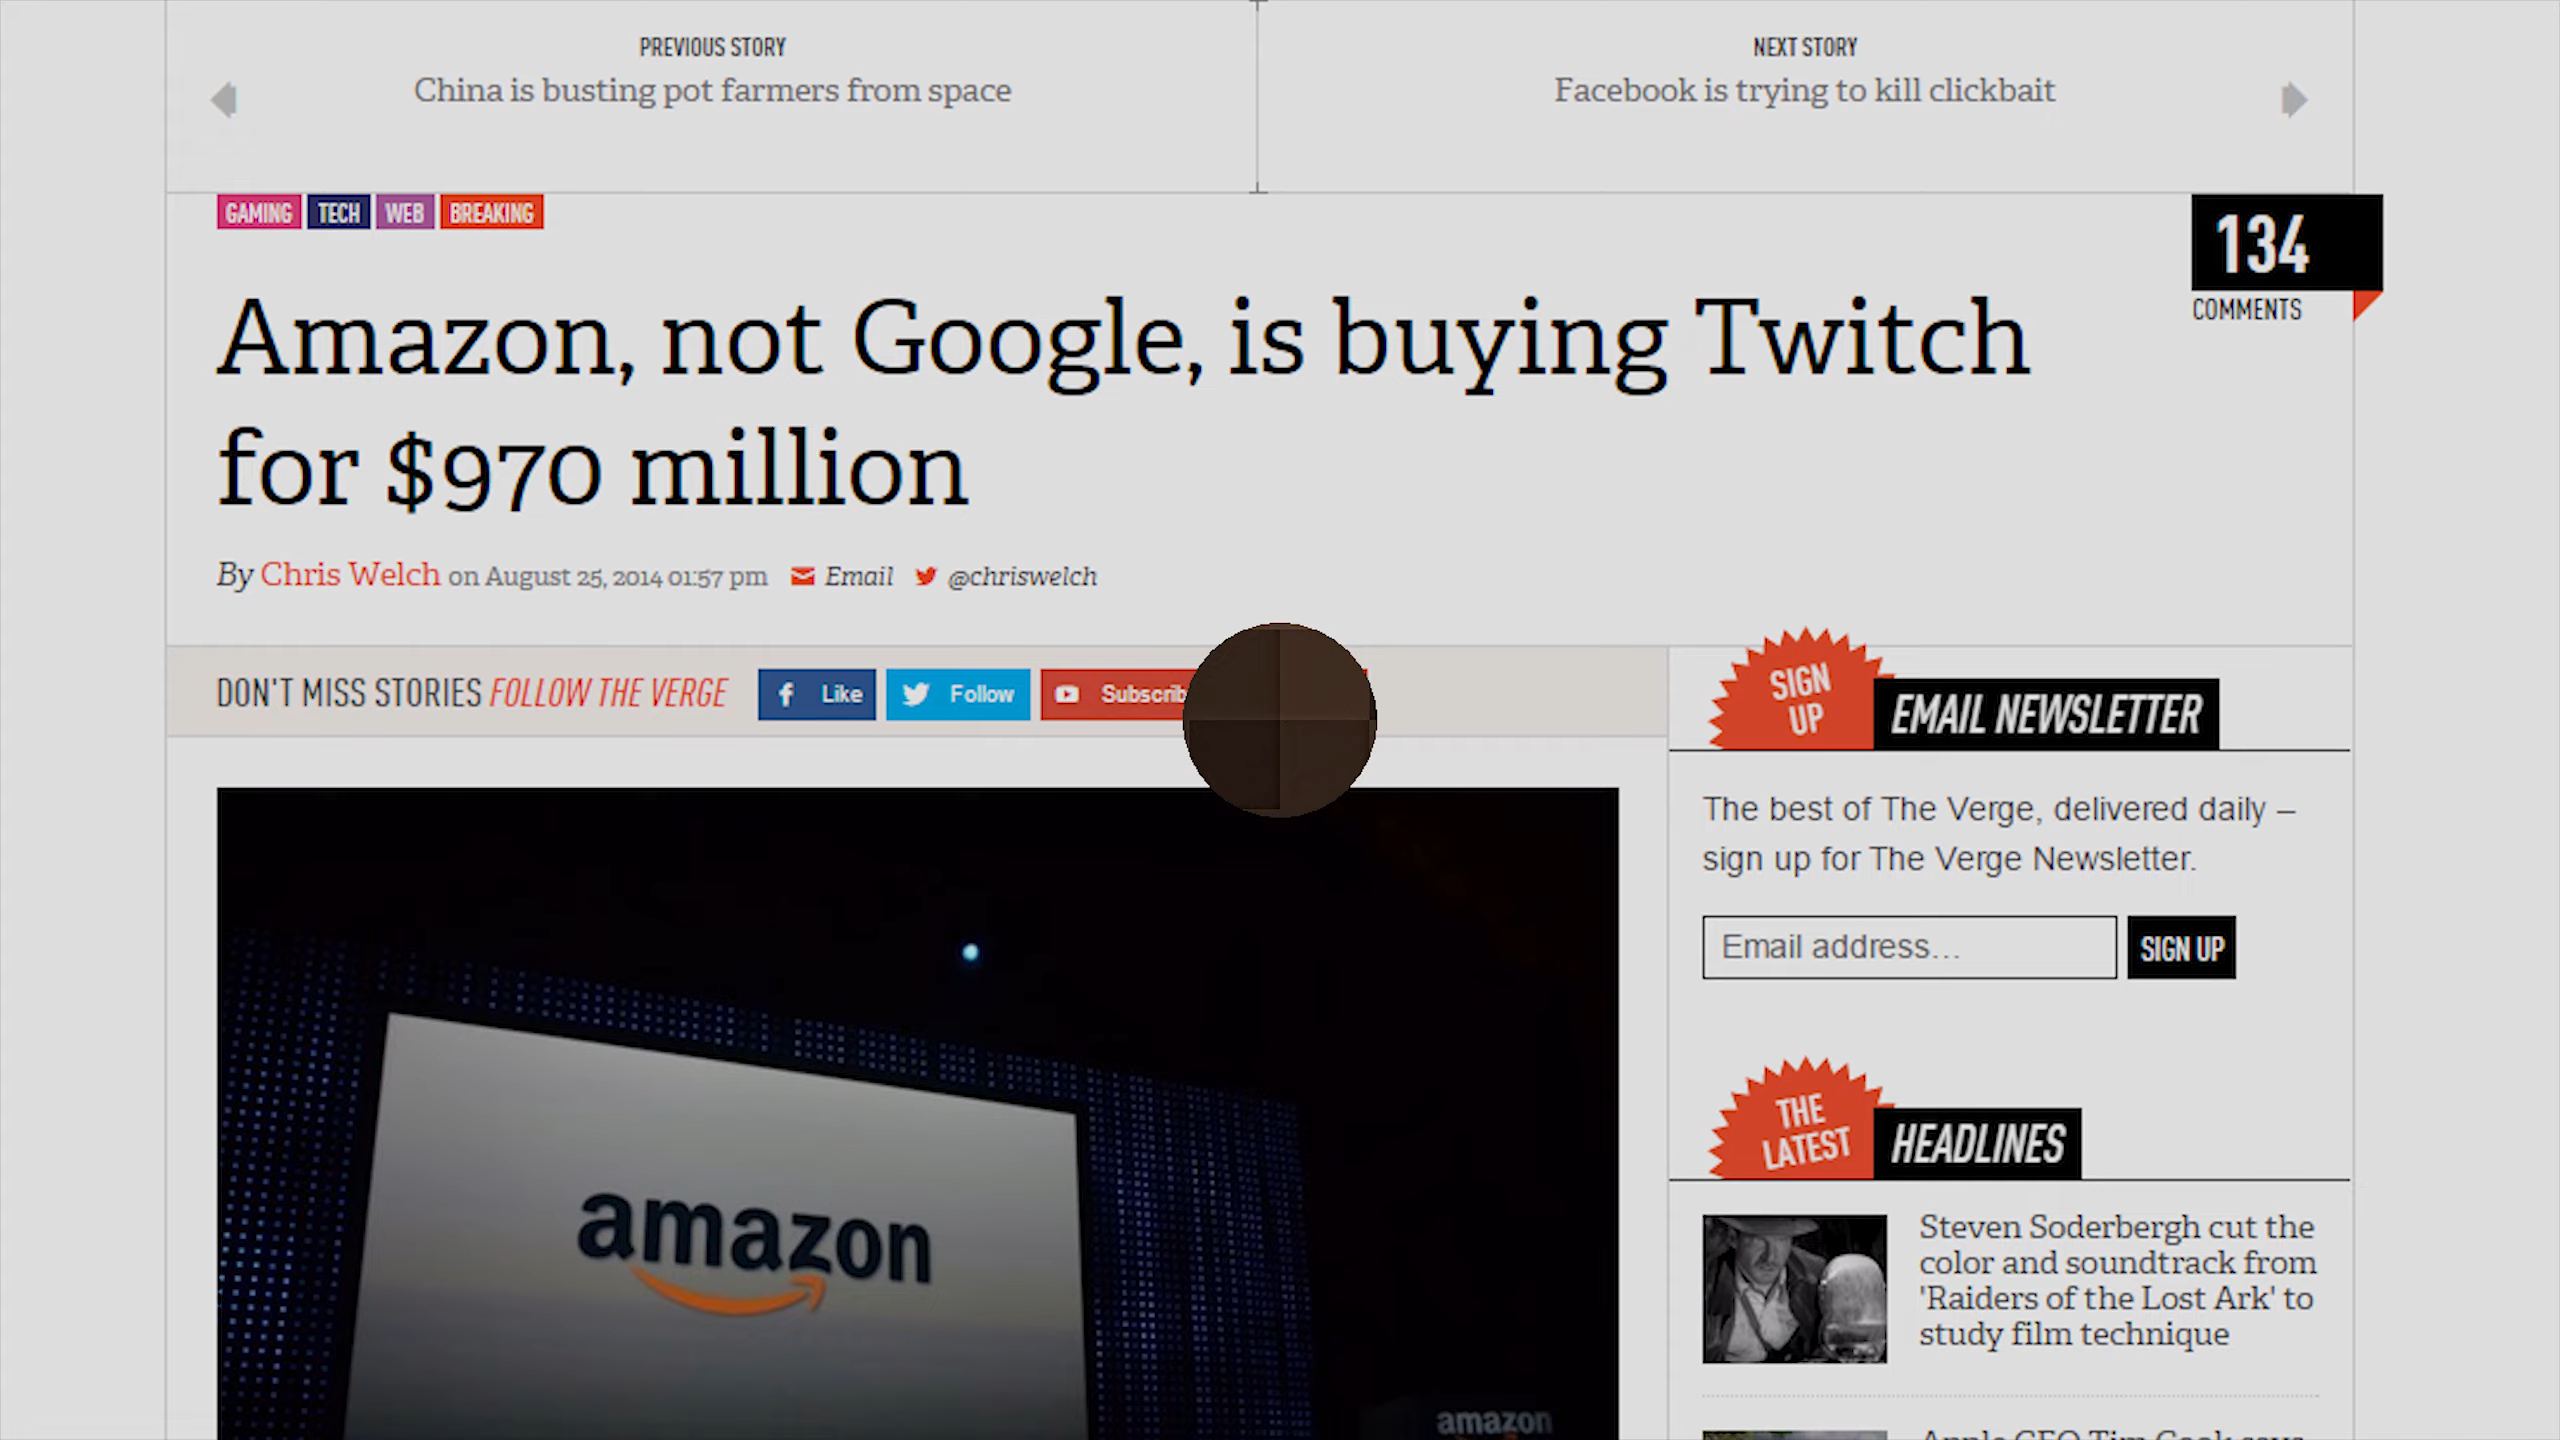 PREVIOUS STORY
China is busting pot farmers from space
NEXT STORY
Facebook is trying to kill clickbait
GAMING TECH WEB BREAKING
134
COMMENTS
Amazon, not Google, is buying Twitch
for $970 million
By Chris Welch on August 25, 2014 01:57 pm Email @chriswelch
DON'T MISS STORIES FOLLOW THE VERGE Like Follow
SIGN
UP
EMAIL NEWSLETTER
The best of The Verge, delivered daily –
sign up for The Verge Newsletter.
Email address... SIGN UP
amazon
amazon
THE
LATEST
HEADLINES
Steven Soderbergh cut the
color and soundtrack from
'Raiders of the Lost Ark' to
study film technique